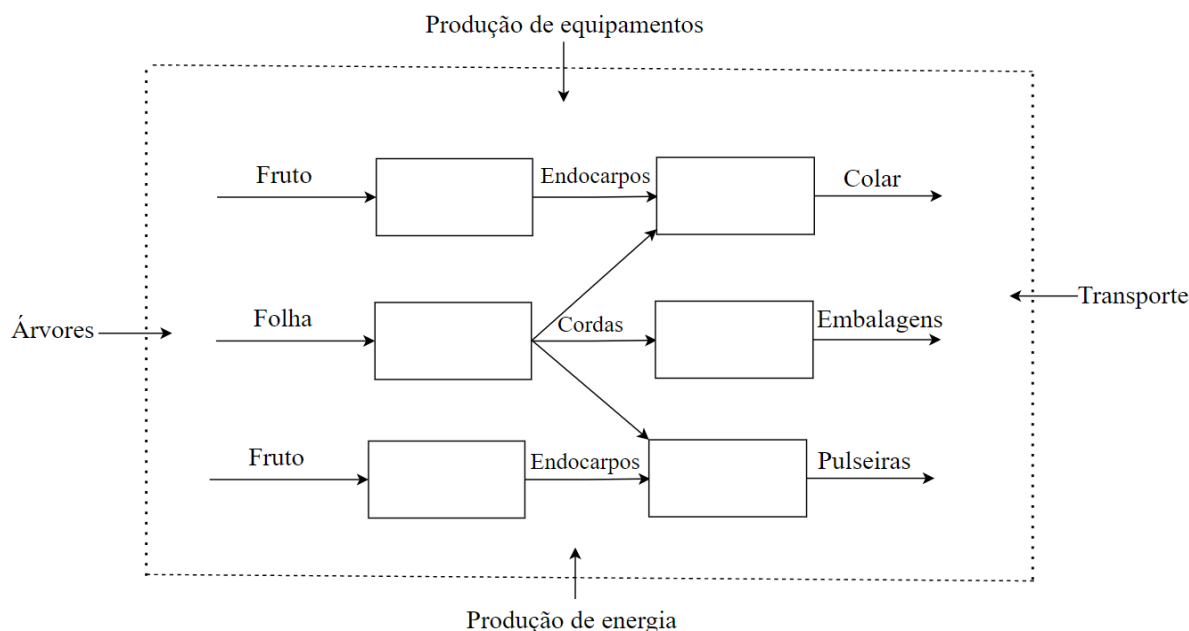 Produção de equipamentos
Fruto
Endocarpos
Colar
Árvores
Folha
Cordas
Embalagens
Transporte
Fruto
Endocarpos
Pulseiras
Produção de energia